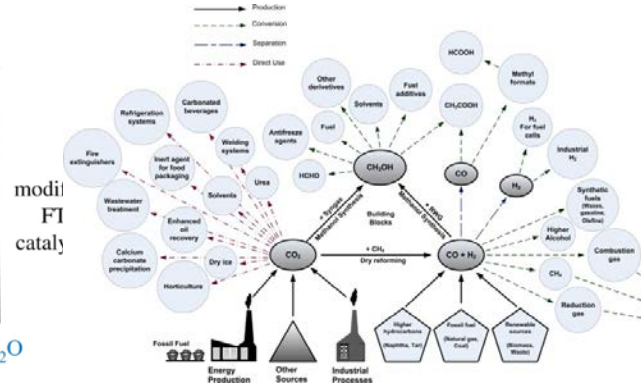 Production
Conversion
Separation
Direct Use
HCOOH
Methyl
formate
Other
derivatives
Solvents
Fuel
additives
CH₃COOH
Antifreeze
agents
Fuel
HCHO
CH₃OH
CO
H₂
H₂
For fuel
cells
Industrial
H₂
Carbonated
beverages
Refrigeration
systems
Welding
systems
Fire
extinguishers
Inert agent
for food
packaging
Urea
Solvents
Wastewater
treatment
Enhanced
oil
recovery
Calcium
carbonate
precipitation
Dry ice
Horticulture
modi
FT
cataly
₂O
+ Syngas
Methanol Synthesis
Building
Blocks
+ RWG
Methanol Synthesis
CO₂
+ CH₄
Dry reforming
CO + H₂
Synthetic
fuels
(Waxes,
gasoline,
Olefins)
Higher
Alcohol
Combustion
gas
CH₄
Reduction
gas
Fossil Fuel
Energy
Production
Other
Sources
Industrial
Processes
Higher
hydrocarbons
(Naphtha, Tar)
Fossil fuel
(Natural gas,
Coal)
Renewable
sources
(Biomass,
Waste)